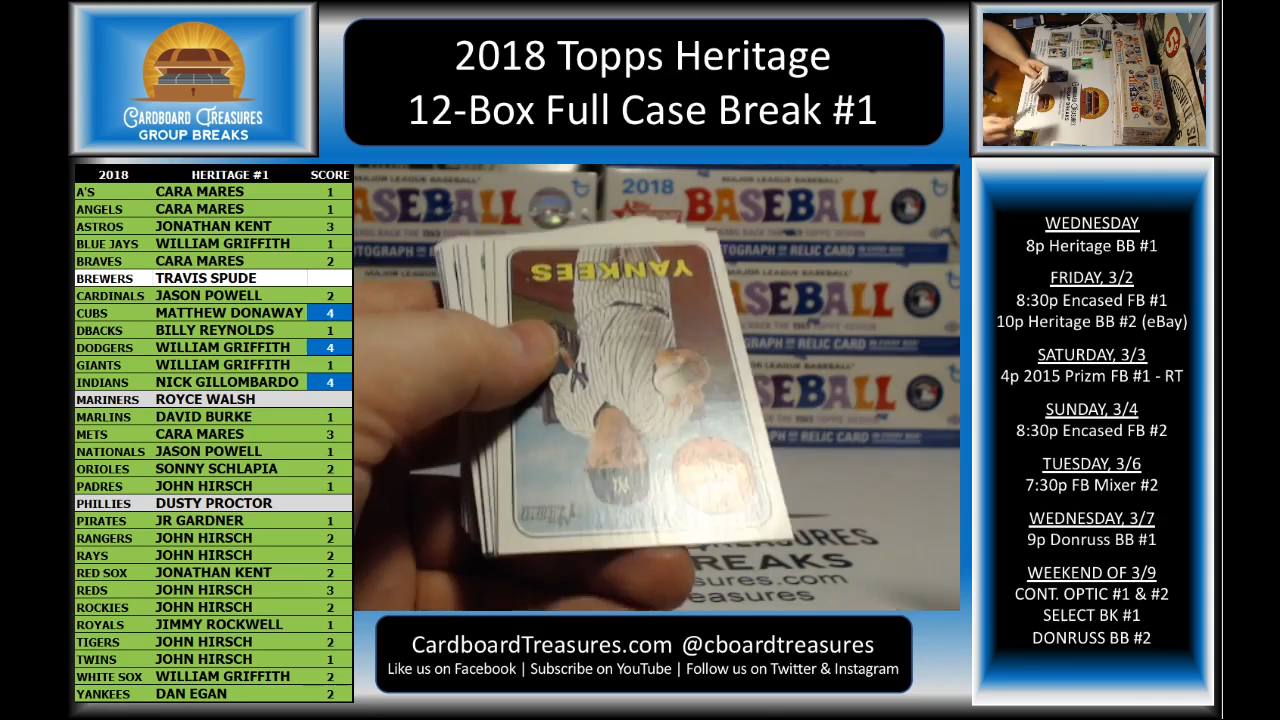 CARDBOARD TREASURES
GROUP BREAKS
2018 Topps Heritage
12-Box Full Case Break #1
2018 HERITAGE #1 SCORE
A'S CARA MARES 1
ANGELS CARA MARES 1
ASTROS JONATHAN KENT 3
BLUE JAYS WILLIAM GRIFFITH 1
BRAVES CARA MARES 2
BREWERS TRAVIS SPUDE
CARDINALS JASON POWELL 2
CUBS MATTHEW DONAWAY 4
DBACKS BILLY REYNOLDS 1
DODGERS WILLIAM GRIFFITH 4
GIANTS WILLIAM GRIFFITH 1
INDIANS NICK GILLOMBARDO 4
MARINERS ROYCE WALSH
MARLINS DAVID BURKE 1
METS CARA MARES 3
NATIONALS JASON POWELL 1
ORIOLES SONNY SCHLAPIA 2
PADRES JOHN HIRSCH 1
PHILLIES DUSTY PROCTOR
PIRATES JR GARDNER 1
RANGERS JOHN HIRSCH 2
RAYS JOHN HIRSCH 2
RED SOX JONATHAN KENT 2
REDS JOHN HIRSCH 3
ROCKIES JOHN HIRSCH 2
ROYALS JIMMY ROCKWELL 1
TIGERS JOHN HIRSCH 2
TWINS JOHN HIRSCH 1
WHITE SOX WILLIAM GRIFFITH 2
YANKEES DAN EGAN 2
MAJOR LEAGUE BASEBALL
ASEBALL
2018 BASEBALL
YANKEES
BASEBALL
BASEBALL
OR RELIC CARD
BREAKS
CardboardTreasures.com @cboardtreasures
Like us on Facebook | Subscribe on YouTube | Follow us on Twitter & Instagram
WEDNESDAY
8p Heritage BB #1
FRIDAY, 3/2
8:30p Encased FB #1
10p Heritage BB #2 (eBay)
SATURDAY, 3/3
4p 2015 Prizm FB #1 - RT
SUNDAY, 3/4
8:30p Encased FB #2
TUESDAY, 3/6
7:30p FB Mixer #2
WEDNESDAY, 3/7
9p Donruss BB #1
WEEKEND OF 3/9
CONT. OPTIC #1 & #2
SELECT BK #1
DONRUSS BB #2